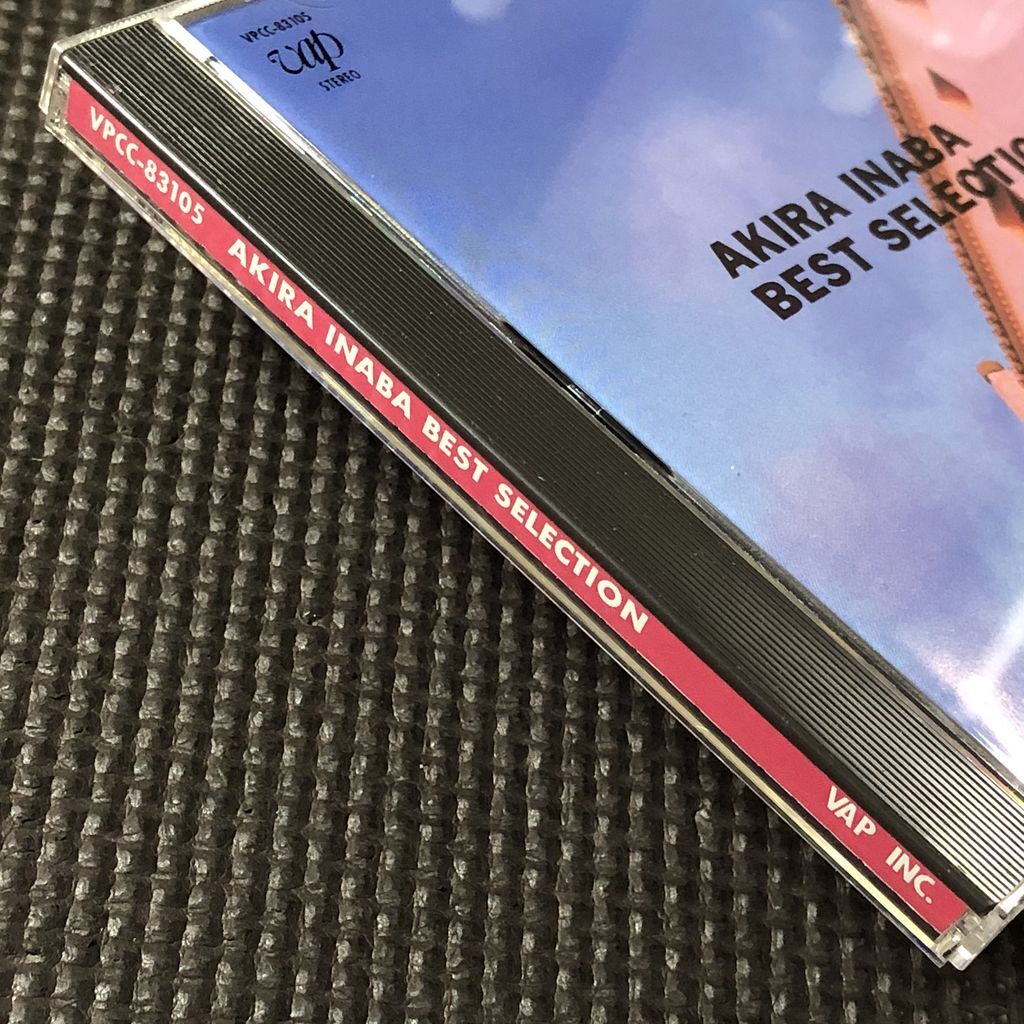 VPCC-83105
vap
STEREO
AKIRA INABA
BEST SELECTIO
VPCC-83105 AKIRA INABA BEST SELECTION VAP INC.